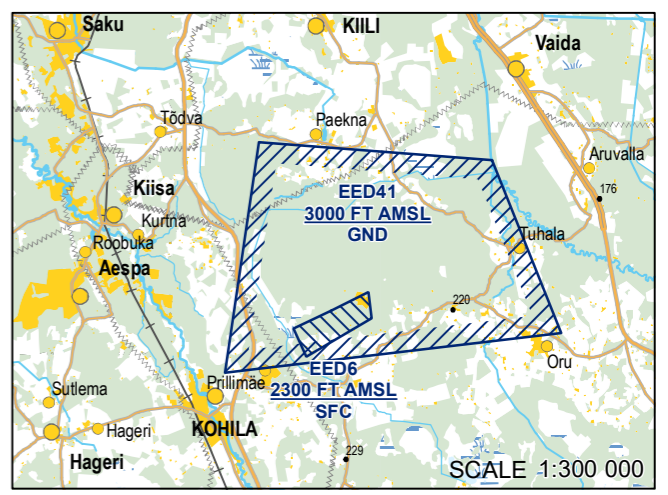 Saku
KIILI
Vaida
Tõdva
Paekna
Aruvalla
EED41
3000 FT AMSL
GND
176
Kiisa
Kurtna
Roobuka
Aespa
Tuhala
220
EED6
2300 FT AMSL
SFC
Oru
Prillimäe
Sutlema
Hageri
KOHILA
Hageri
229
SCALE 1:300 000